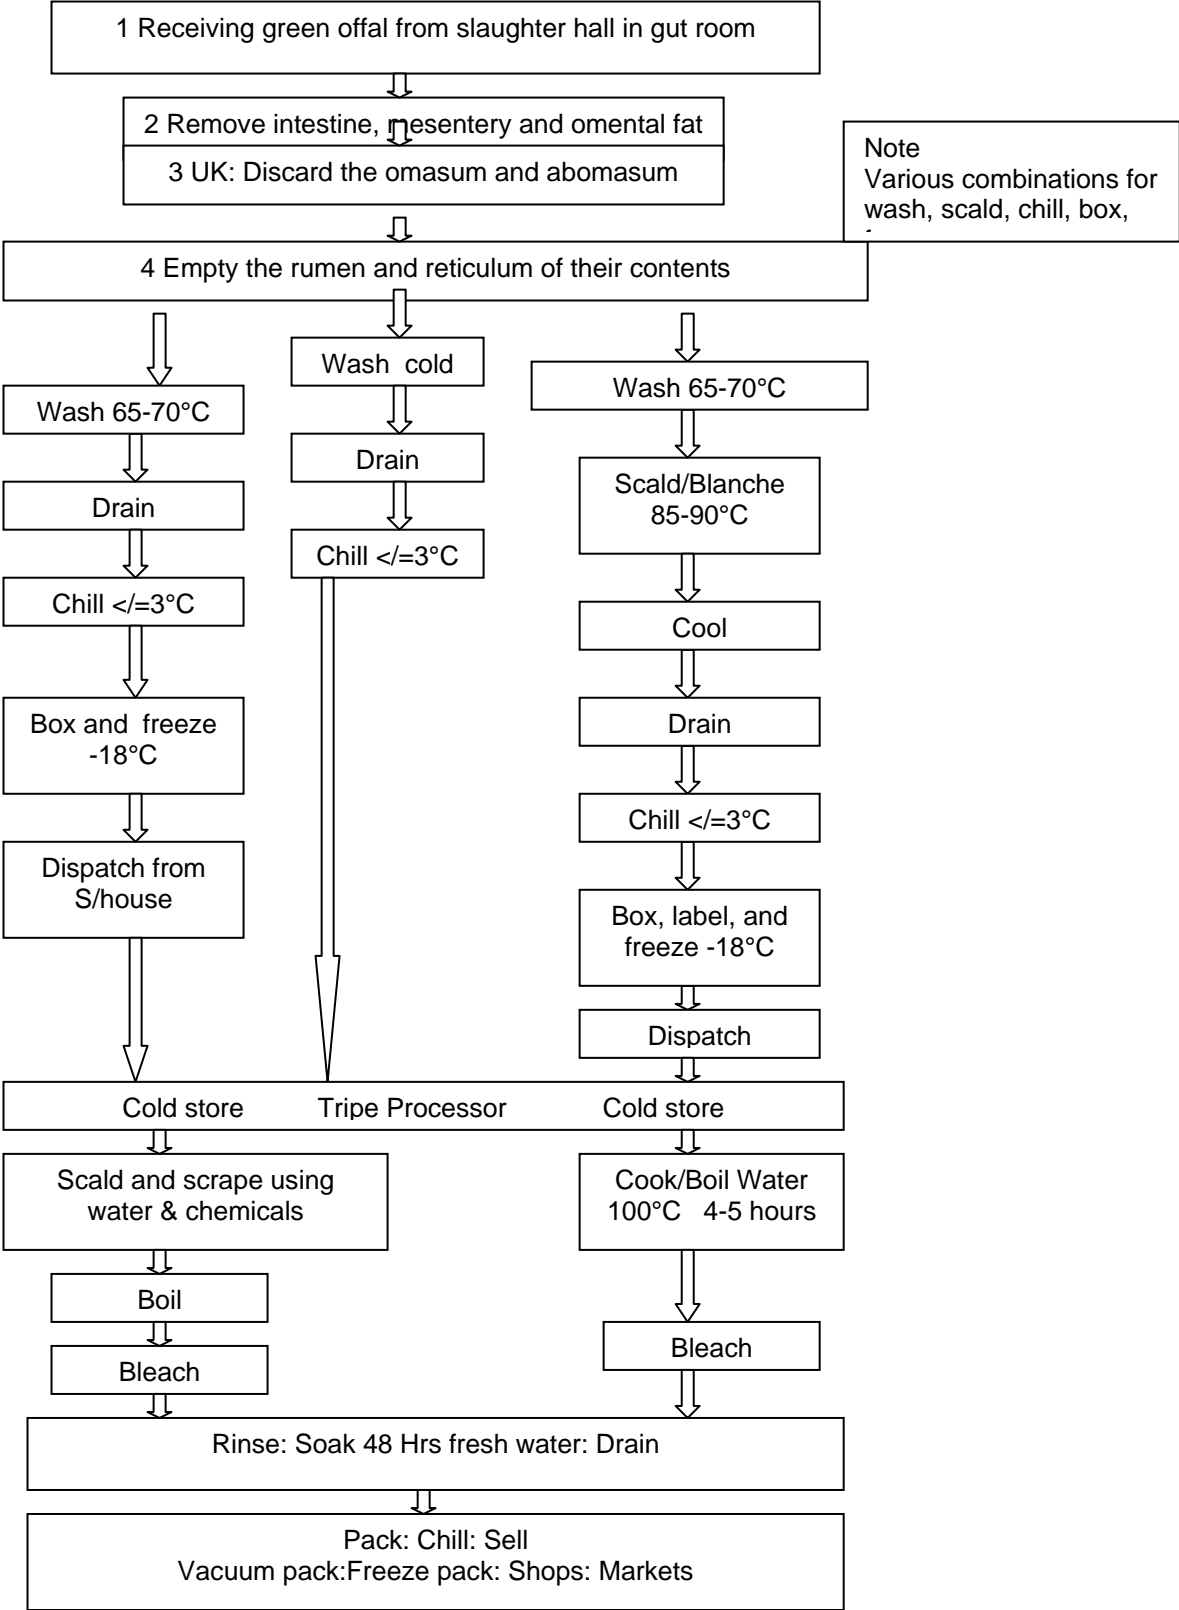 1 Receiving green offal from slaughter hall in gut room
2 Remove intestine, mesentery and omental fat
3 UK: Discard the omasum and abomasum
Note
Various combinations for
wash, scald, chill, box,
4 Empty the rumen and reticulum of their contents
Wash 65-70°C
Drain
Chill </=3°C
Box and freeze
-18°C
Dispatch from
S/house
Wash cold
Drain
Chill </=3°C
Wash 65-70°C
Scald/Blanche
85-90°C
Cool
Drain
Chill </=3°C
Box, label, and
freeze -18°C
Dispatch
Cold store Tripe Processor Cold store
Scald and scrape using
water & chemicals
Boil
Bleach
Cook/Boil Water
100°C 4-5 hours
Bleach
Rinse: Soak 48 Hrs fresh water: Drain
Pack: Chill: Sell
Vacuum pack:Freeze pack: Shops: Markets